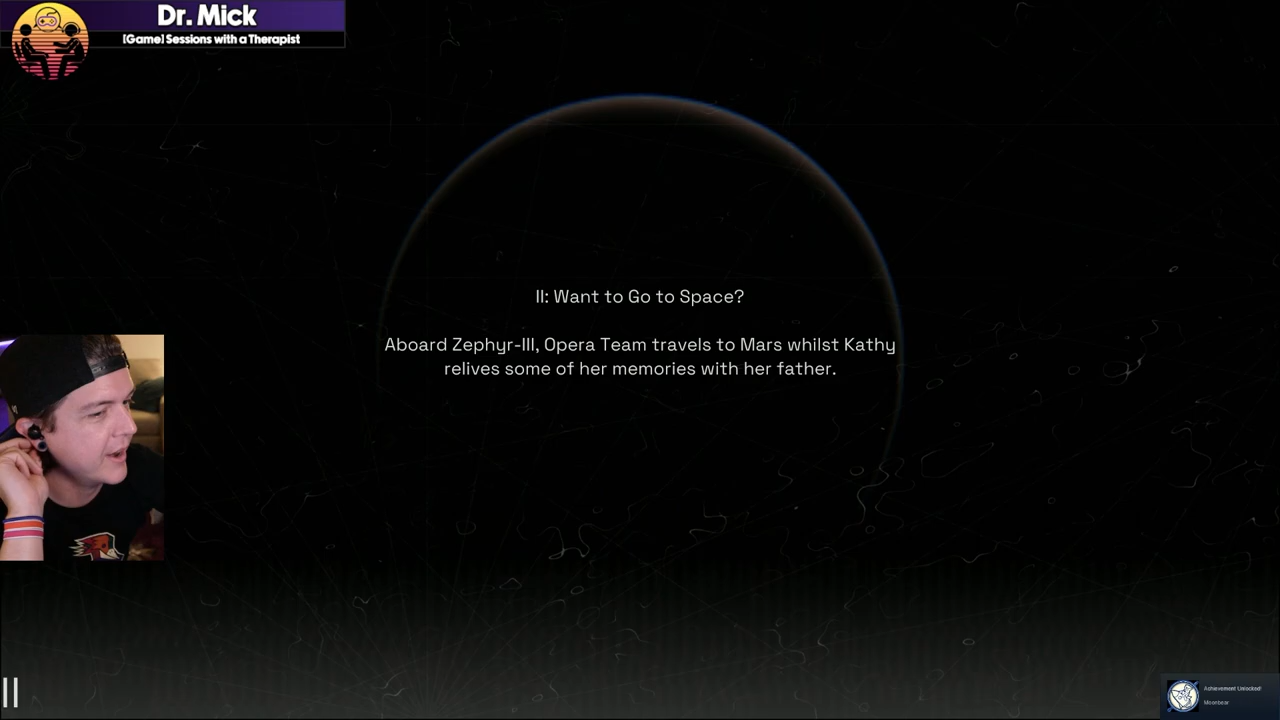 Dr. Mick
[Game] Sessions with a Therapist
II: Want to Go to Space?
Aboard Zephyr-III, Opera Team travels to Mars whilst Kathy
relives some of her memories with her father.
Achievement Unlocked!
Moonbear